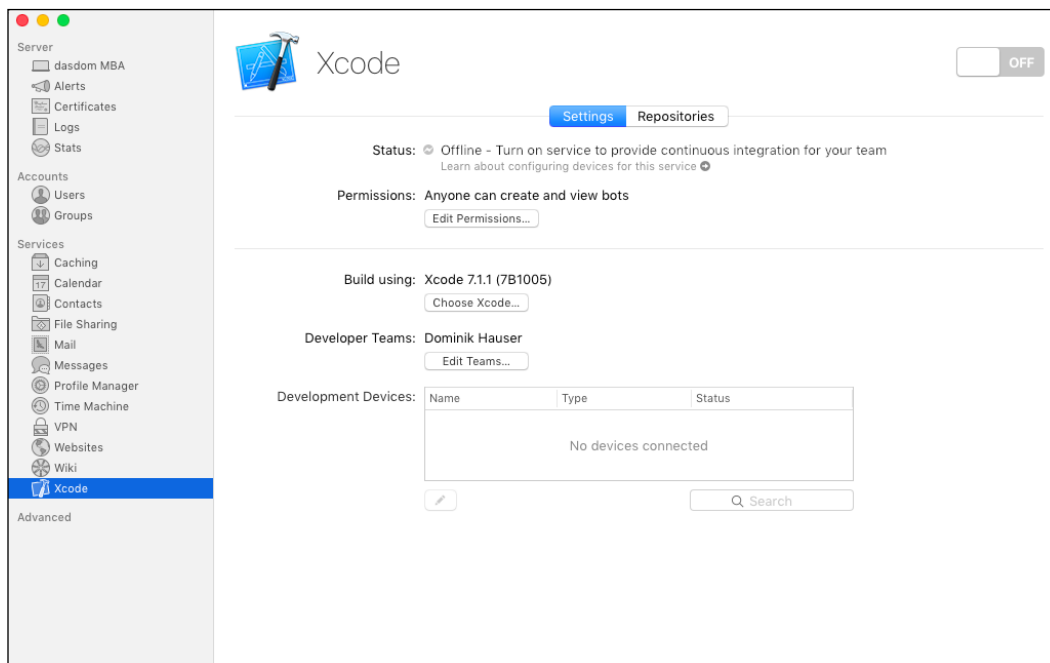 Server
dasdom MBA
Alerts
Certificates
Logs
Stats
Accounts
Users
Groups
Services
Caching
17 Calendar
Contacts
File Sharing
Mail
Messages
Profile Manager
Time Machine
VPN
Websites
Wiki
Xcode
Advanced
Xcode
OFF
Settings Repositories
Status: Offline - Turn on service to provide continuous integration for your team
Learn about configuring devices for this service
Permissions: Anyone can create and view bots
Edit Permissions...
Build using: Xcode 7.1.1 (7B1005)
Choose Xcode...
Developer Teams: Dominik Hauser
Edit Teams...
Development Devices: Name Type Status
No devices connected
Search